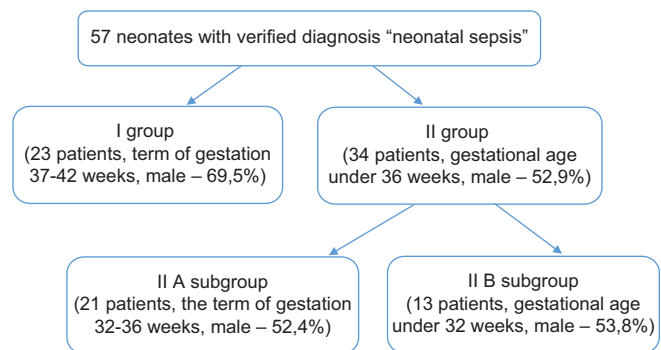 57 neonates with verified diagnosis “neonatal sepsis”
I group
(23 patients, term of gestation
37-42 weeks, male – 69,5%)
II group
(34 patients, gestational age
under 36 weeks, male – 52,9%)
II A subgroup
(21 patients, the term of gestation
32-36 weeks, male – 52,4%)
II B subgroup
(13 patients, gestational age
under 32 weeks, male – 53,8%)